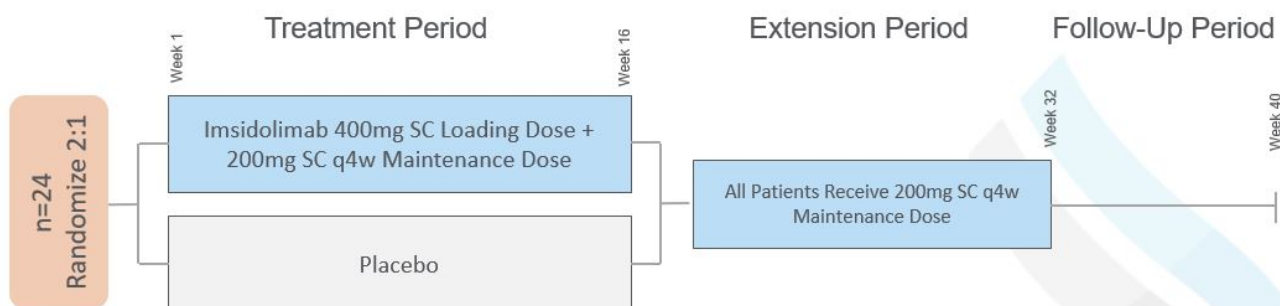 Treatment Period
Extension Period
Follow-Up Period
Week 1
Week 16
Week 32
Week 40
n=24
Randomize 2:1
Imsidolimab 400mg SC Loading Dose +
200mg SC q4w Maintenance Dose
Placebo
All Patients Receive 200mg SC q4w
Maintenance Dose